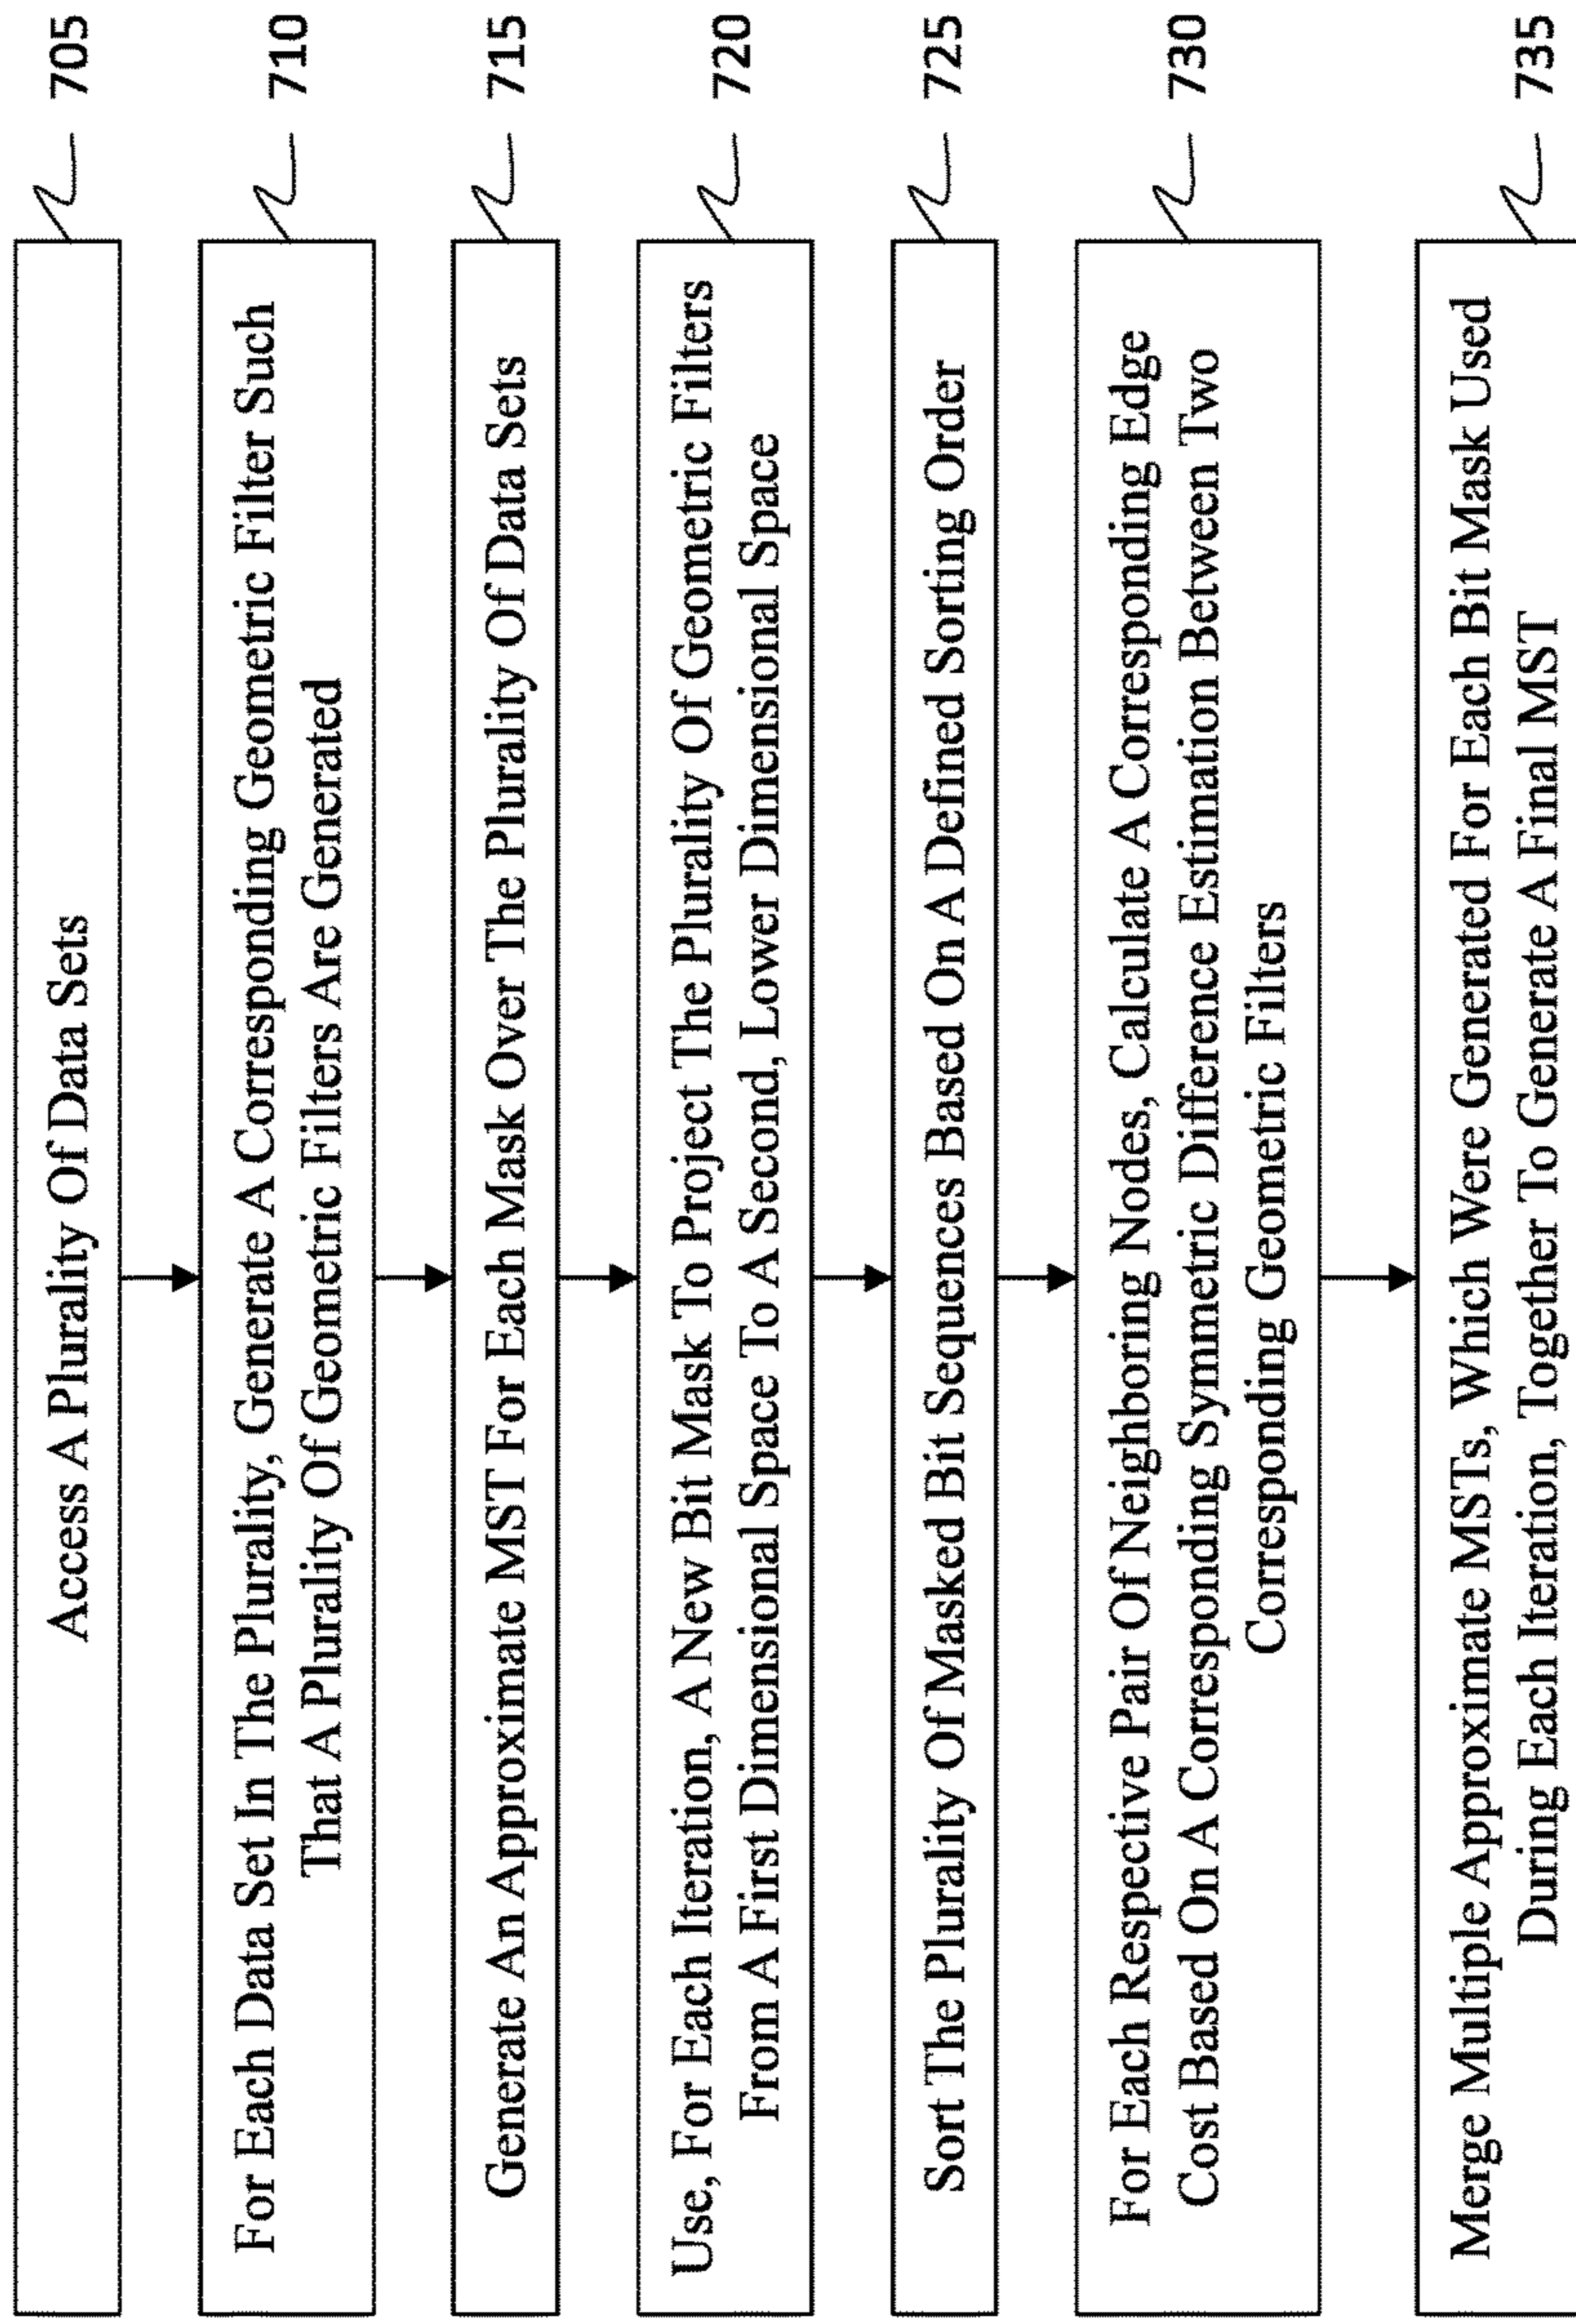 Access A Plurality Of Data Sets
705
For Each Data Set In The Plurality, Generate A Corresponding Geometric Filter Such
That A Plurality Of Geometric Filters Are Generated
710
Generate An Approximate MST For Each Mask Over The Plurality Of Data Sets
715
Use, For Each Iteration, A New Bit Mask To Project The Plurality Of Geometric Filters
From A First Dimensional Space To A Second, Lower Dimensional Space
720
Sort The Plurality Of Masked Bit Sequences Based On A Defined Sorting Order
725
For Each Respective Pair Of Neighboring Nodes, Calculate A Corresponding Edge
Cost Based On A Corresponding Symmetric Difference Estimation Between Two
Corresponding Geometric Filters
730
Merge Multiple Approximate MSTs, Which Were Generated For Each Bit Mask Used
During Each Iteration, Together To Generate A Final MST
735